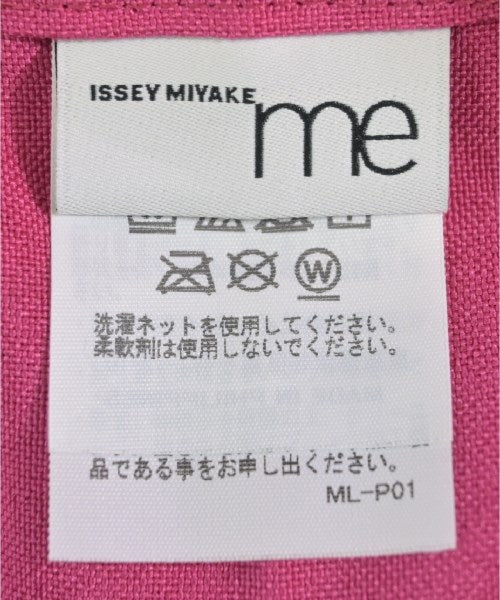 ISSEY MIYAKE
me
W
洗濯ネットを使用してください。
柔軟剤は使用しないでください。
品である事をお申し出ください。
ML-P01